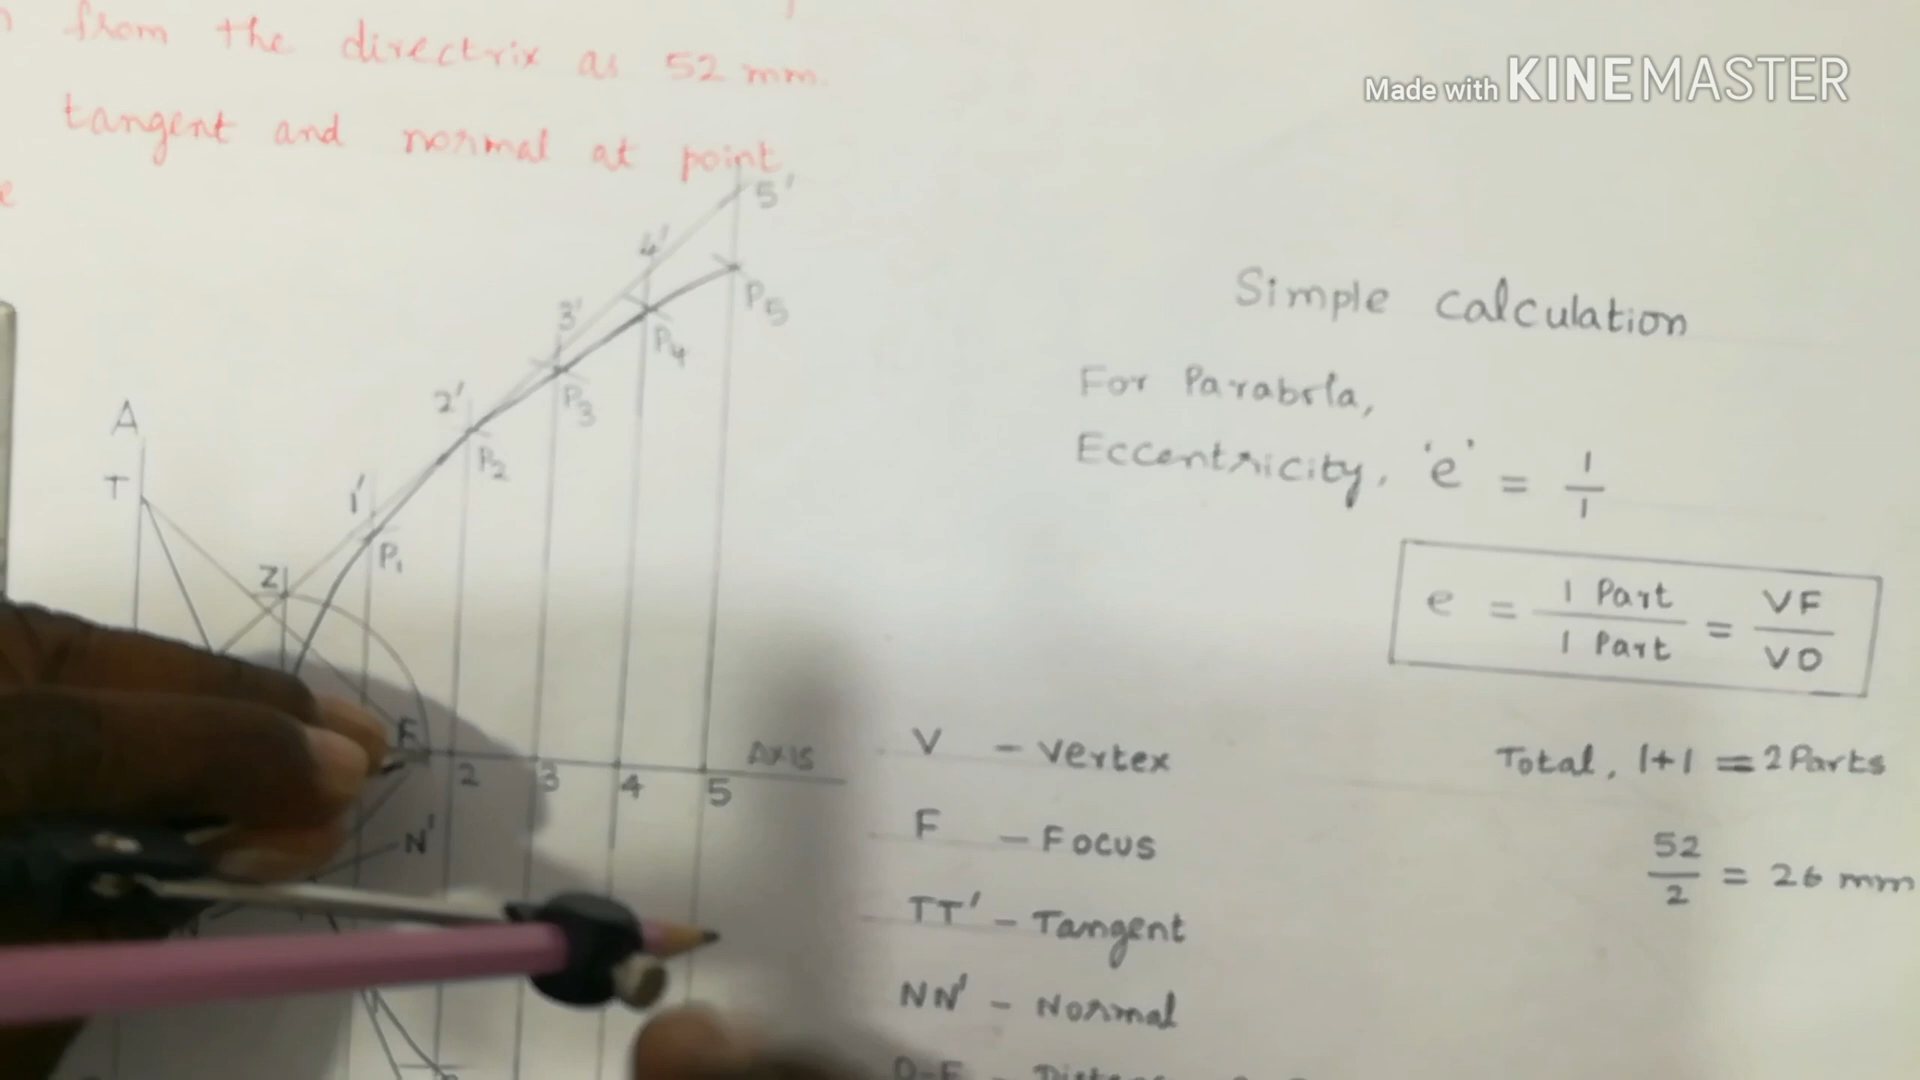 from the directrix as 52 mm.
tangent and normal at point,
e
Made with KINEMASTER
5'
4'
P5
3'
P4
2'
P3
A
P2
T
1'
P1
Z
F
AXIS
2
3
4
5
N'
Simple Calculation
For Parabola,
Eccentricity, 'e' = 1/1
e = 1 Part / 1 Part = VF / VD
Total, 1+1 = 2 Parts
52/2 = 26 mm
V - Vertex
F - Focus
TT' - Tangent
NN' - Normal
D-F -